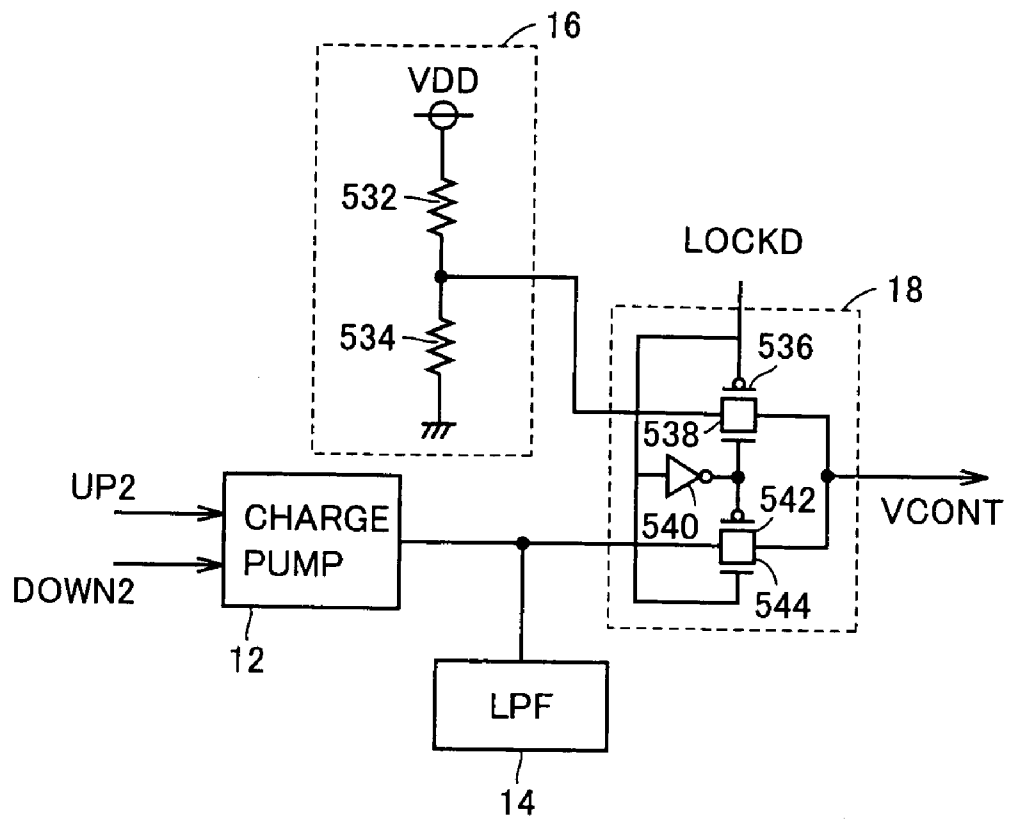 16
VDD
532
534
LOCKD
18
536
538
540
542
544
VCONT
UP2
DOWN2
CHARGE
PUMP
12
LPF
14